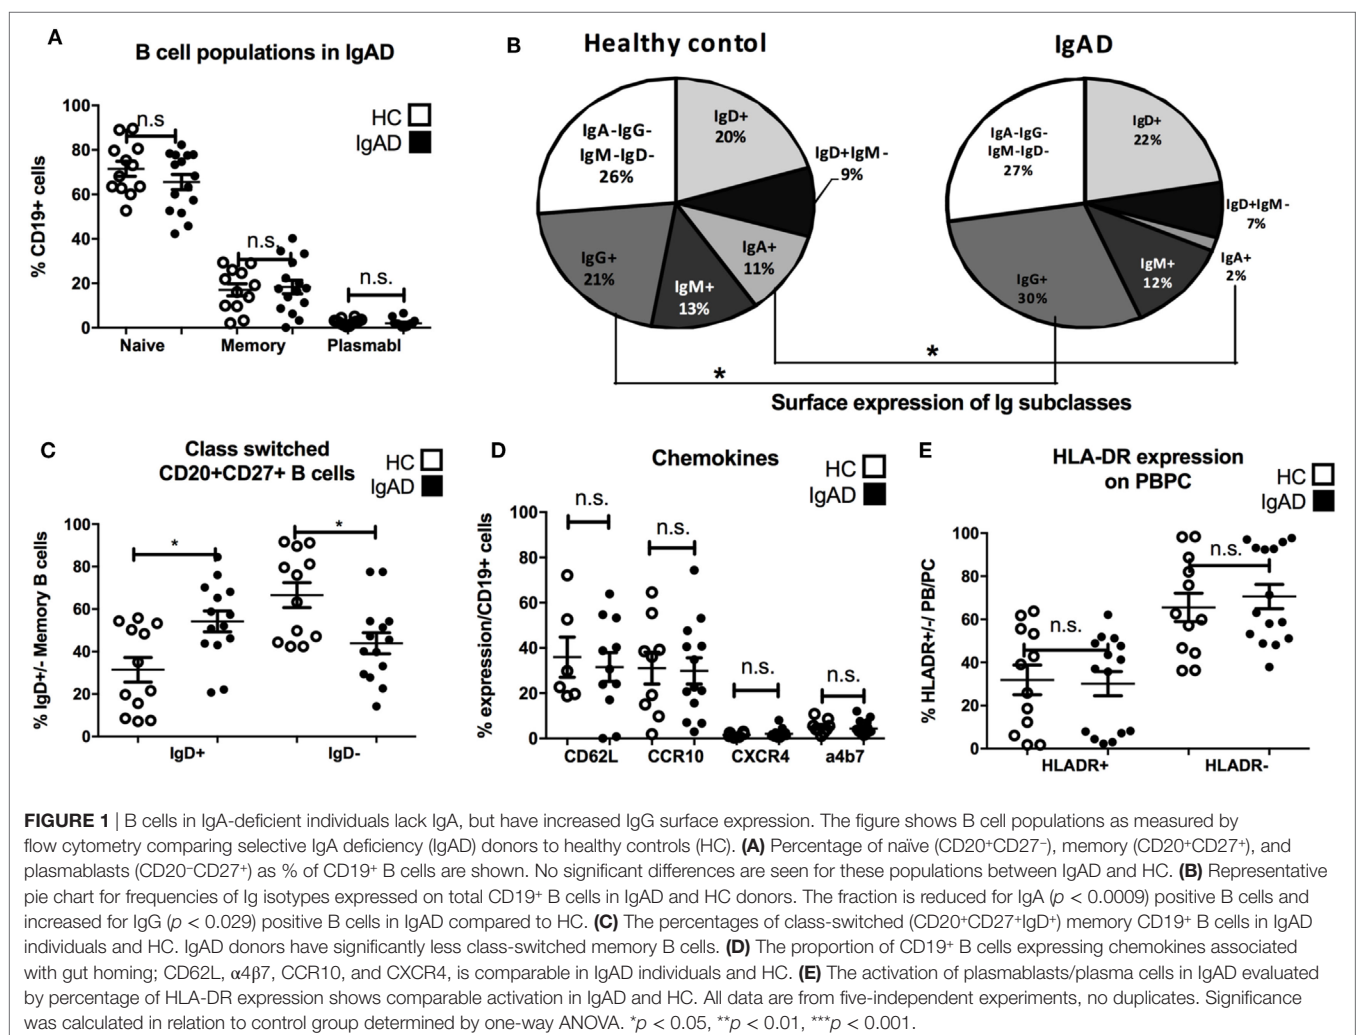 A
B cell populations in IgAD
HC
IgAD
% CD19+ cells
100
80
60
40
20
0
n.s
n.s.
n.s.
Naive
Memory
Plasmabl
B
Healthy contol
IgA-IgG-
IgM-IgD-
26%
IgD+
20%
IgD+IgM-
9%
IgA+
11%
IgM+
13%
IgG+
21%
IgAD
IgA-IgG-
IgM-IgD-
27%
IgD+
22%
IgD+IgM-
7%
IgA+
2%
IgM+
12%
IgG+
30%
*
*
Surface expression of Ig subclasses
C
Class switched
CD20+CD27+ B cells
HC
IgAD
% IgD+/- Memory B cells
100
80
60
40
20
0
*
*
IgD+
IgD-
D
Chemokines
HC
IgAD
% expression/CD19+ cells
100
80
60
40
20
0
n.s.
n.s.
n.s.
n.s.
CD62L
CCR10
CXCR4
a4b7
E
HLA-DR expression
on PBPC
HC
IgAD
% HLADR+/-/ PB/PC
100
80
60
40
20
0
n.s.
n.s.
HLADR+
HLADR-
FIGURE 1 | B cells in IgA-deficient individuals lack IgA, but have increased IgG surface expression. The figure shows B cell populations as measured by
flow cytometry comparing selective IgA deficiency (IgAD) donors to healthy controls (HC). (A) Percentage of naïve (CD20⁺CD27⁻), memory (CD20⁺CD27⁺), and
plasmablasts (CD20⁻CD27⁺) as % of CD19⁺ B cells are shown. No significant differences are seen for these populations between IgAD and HC. (B) Representative
pie chart for frequencies of Ig isotypes expressed on total CD19⁺ B cells in IgAD and HC donors. The fraction is reduced for IgA (p < 0.0009) positive B cells and
increased for IgG (p < 0.029) positive B cells in IgAD compared to HC. (C) The percentages of class-switched (CD20⁺CD27⁺IgD⁺) memory CD19⁺ B cells in IgAD
individuals and HC. IgAD donors have significantly less class-switched memory B cells. (D) The proportion of CD19⁺ B cells expressing chemokines associated
with gut homing; CD62L, α4β7, CCR10, and CXCR4, is comparable in IgAD individuals and HC. (E) The activation of plasmablasts/plasma cells in IgAD evaluated
by percentage of HLA-DR expression shows comparable activation in IgAD and HC. All data are from five-independent experiments, no duplicates. Significance
was calculated in relation to control group determined by one-way ANOVA. *p < 0.05, **p < 0.01, ***p < 0.001.